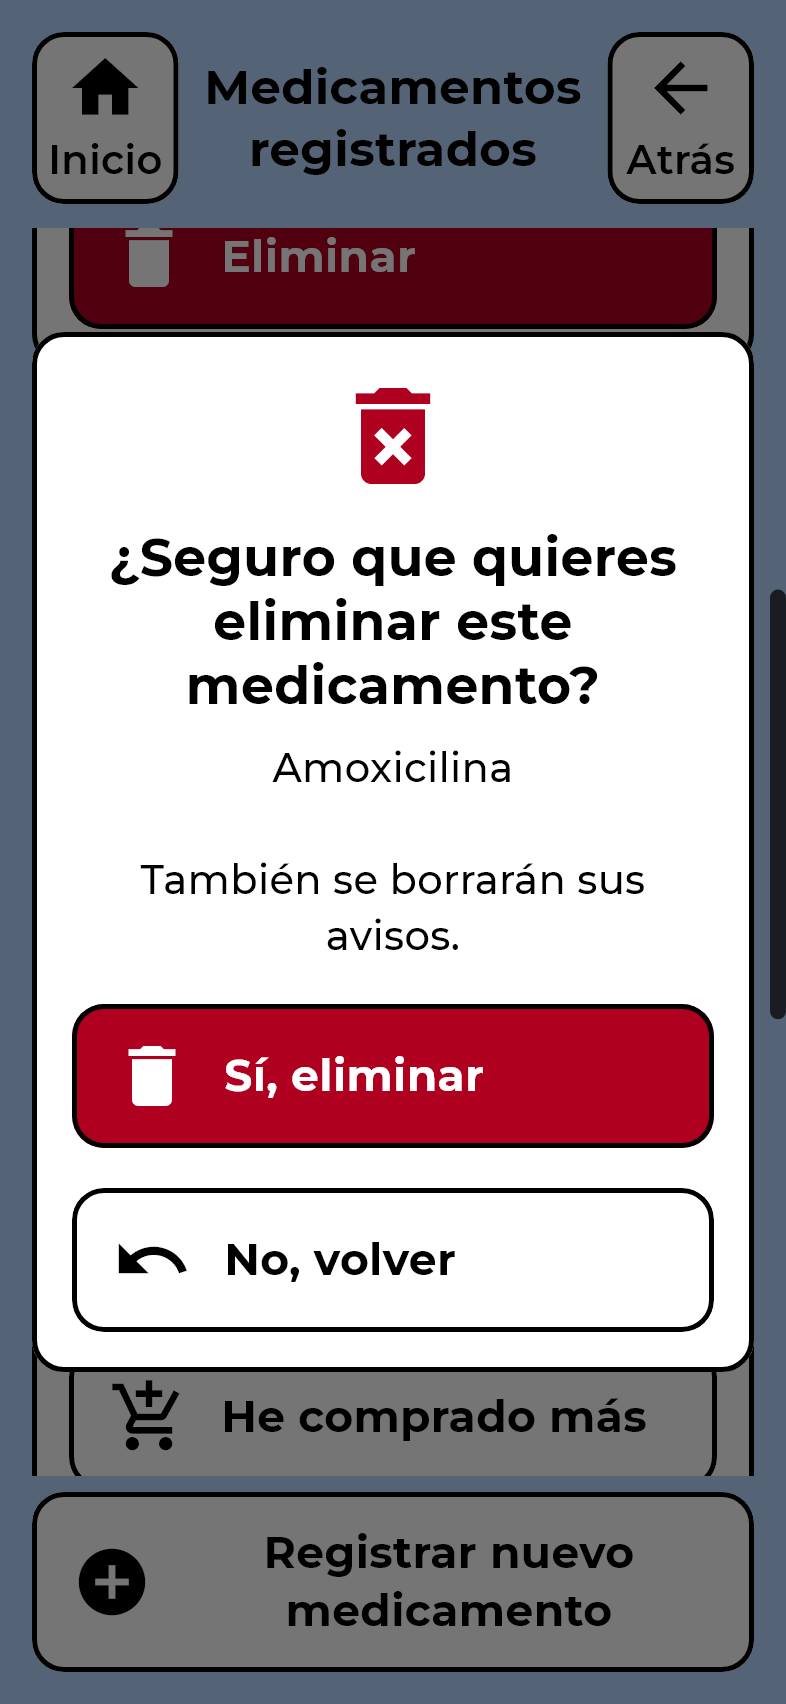 Inicio
Medicamentos
registrados
Atrás
Eliminar
¿Seguro que quieres
eliminar este
medicamento?
Amoxicilina
También se borrarán sus
avisos.
Sí, eliminar
No, volver
He comprado más
Registrar nuevo
medicamento